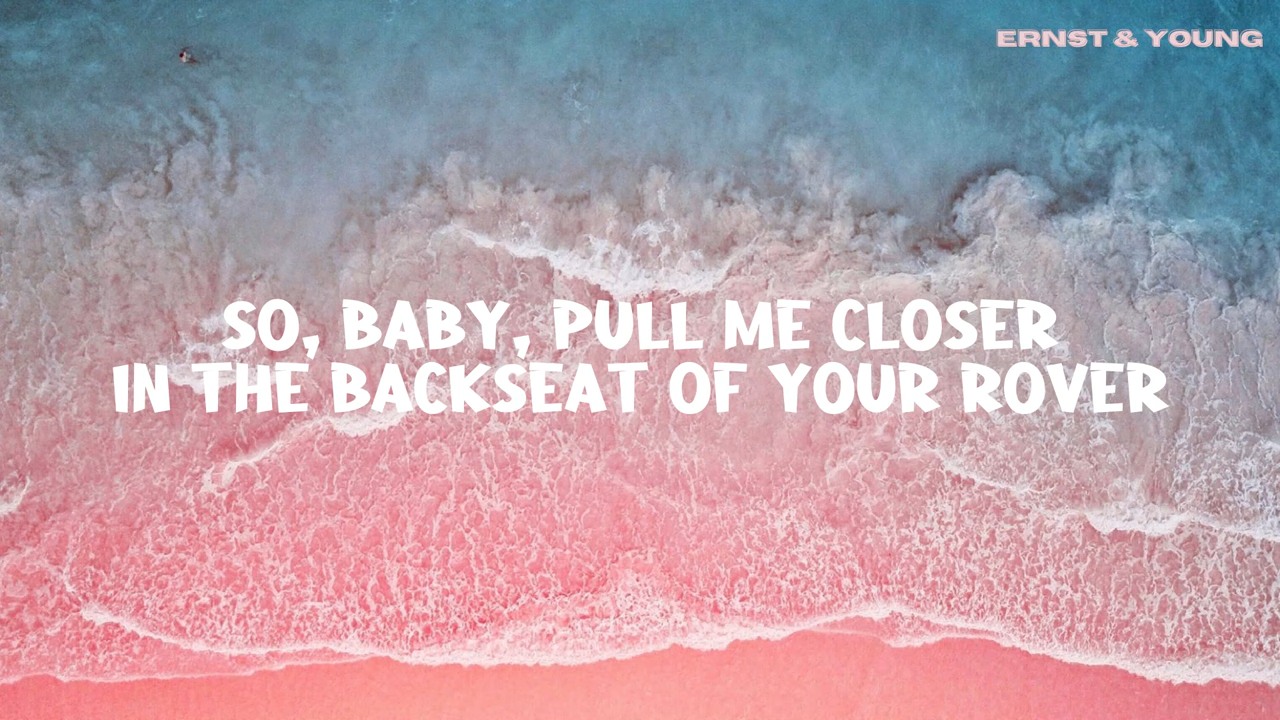 ERNST & YOUNG
SO, BABY, PULL ME CLOSER
IN THE BACKSEAT OF YOUR ROVER